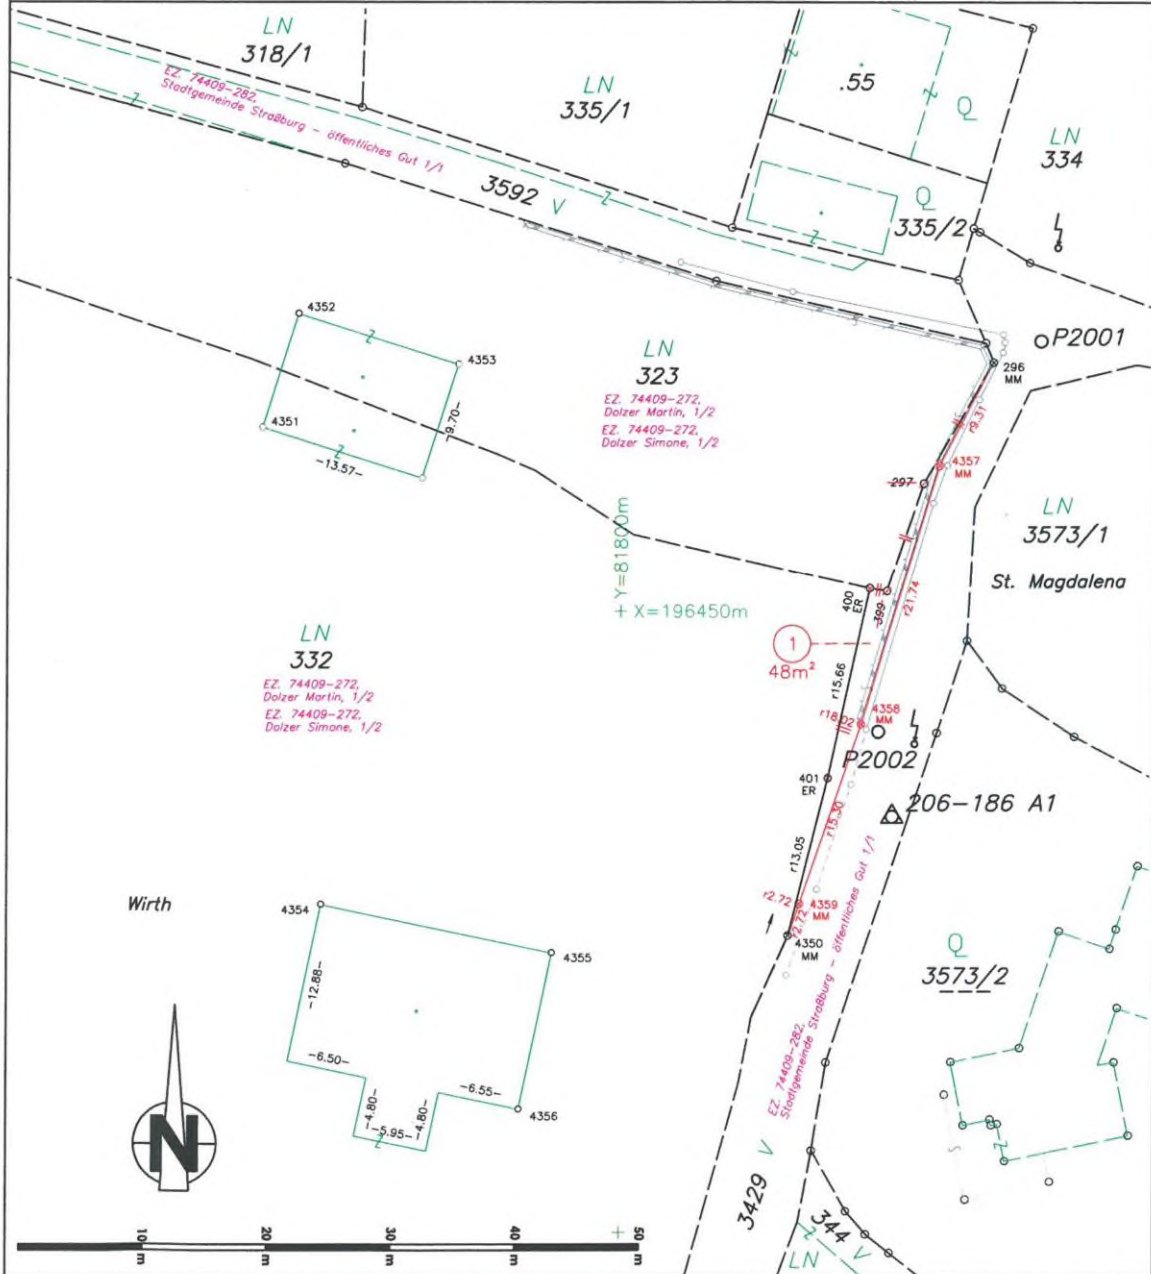 LN
318/1
LN
335/1
.55
Q
LN
334
EZ. 74409-282,
Stadtgemeinde Straßburg - öffentliches Gut 1/1
3592 V
Q
335/2
4352
4353
4351
-9.70-
-13.57-
LN
323
EZ. 74409-272,
Dolzer Martin, 1/2
EZ. 74409-272,
Dolzer Simone, 1/2
P2001
296
MM
r9.31
4357
MM
297
LN
3573/1
St. Magdalena
Y=81800m
+ X=196450m
400
ER
399
r21.74
1
48m²
LN
332
EZ. 74409-272,
Dolzer Martin, 1/2
EZ. 74409-272,
Dolzer Simone, 1/2
r15.66
r18.02
4358
MM
P2002
401
ER
206-186 A1
r15.30
r13.05
r2.72
4359
MM
r2.72
4350
MM
Wirth
4354
4355
-12.88-
-6.50-
-4.80-
-5.95-
-4.80-
-6.55-
4356
Q
3573/2
EZ. 74409-282,
Stadtgemeinde Straßburg - öffentliches Gut 1/1
N
3429 V
344 V
LN
10 m
20 m
30 m
40 m
50 m